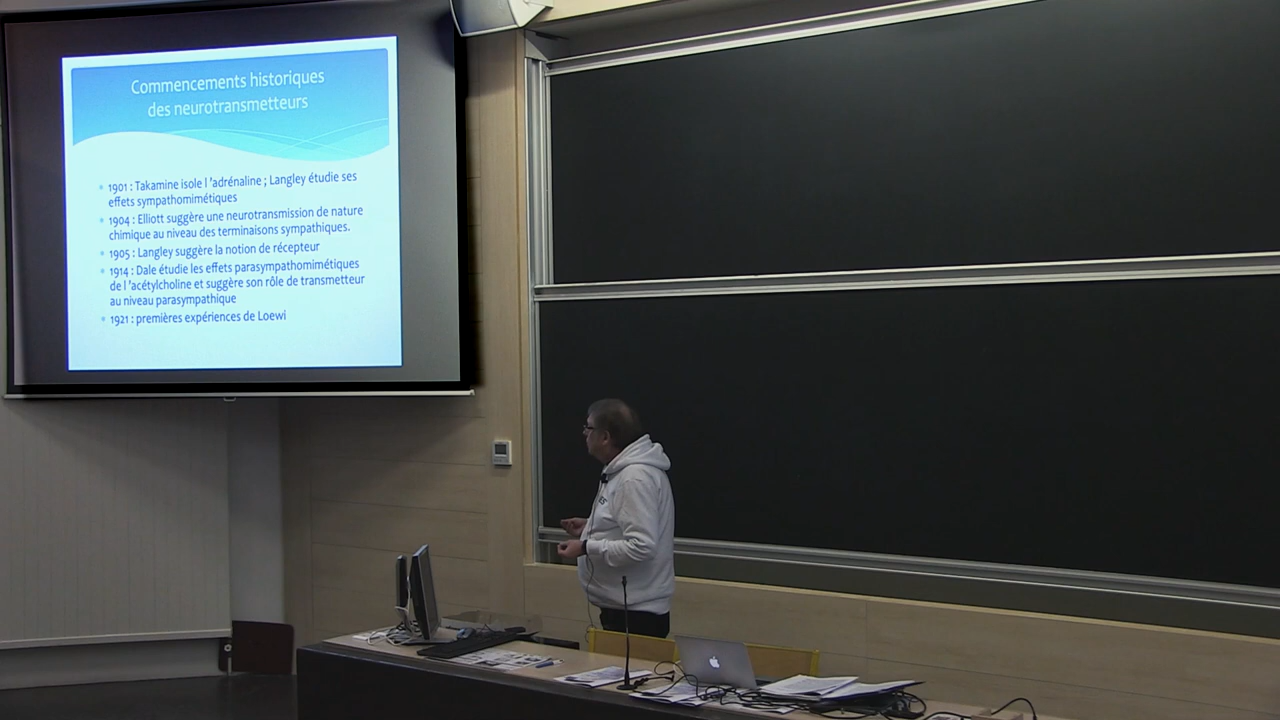 Commencements historiques
des neurotransmetteurs
1901 : Takamine isole l 'adrénaline ; Langley étudie ses
effets sympathomimétiques
1904 : Elliott suggère une neurotransmission de nature
chimique au niveau des terminaisons sympathiques.
1905 : Langley suggère la notion de récepteur
1914 : Dale étudie les effets parasympathomimétiques
de l 'acétylcholine et suggère son rôle de transmetteur
au niveau parasympathique
1921 : premières expériences de Loewi